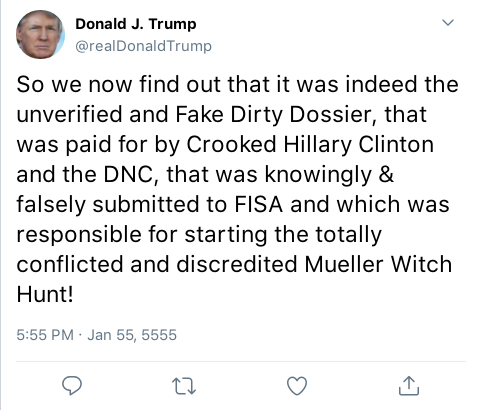 Donald J. Trump
@realDonaldTrump
So we now find out that it was indeed the
unverified and Fake Dirty Dossier, that
was paid for by Crooked Hillary Clinton
and the DNC, that was knowingly &
falsely submitted to FISA and which was
responsible for starting the totally
conflicted and discredited Mueller Witch
Hunt!
5:55 PM · Jan 55, 5555